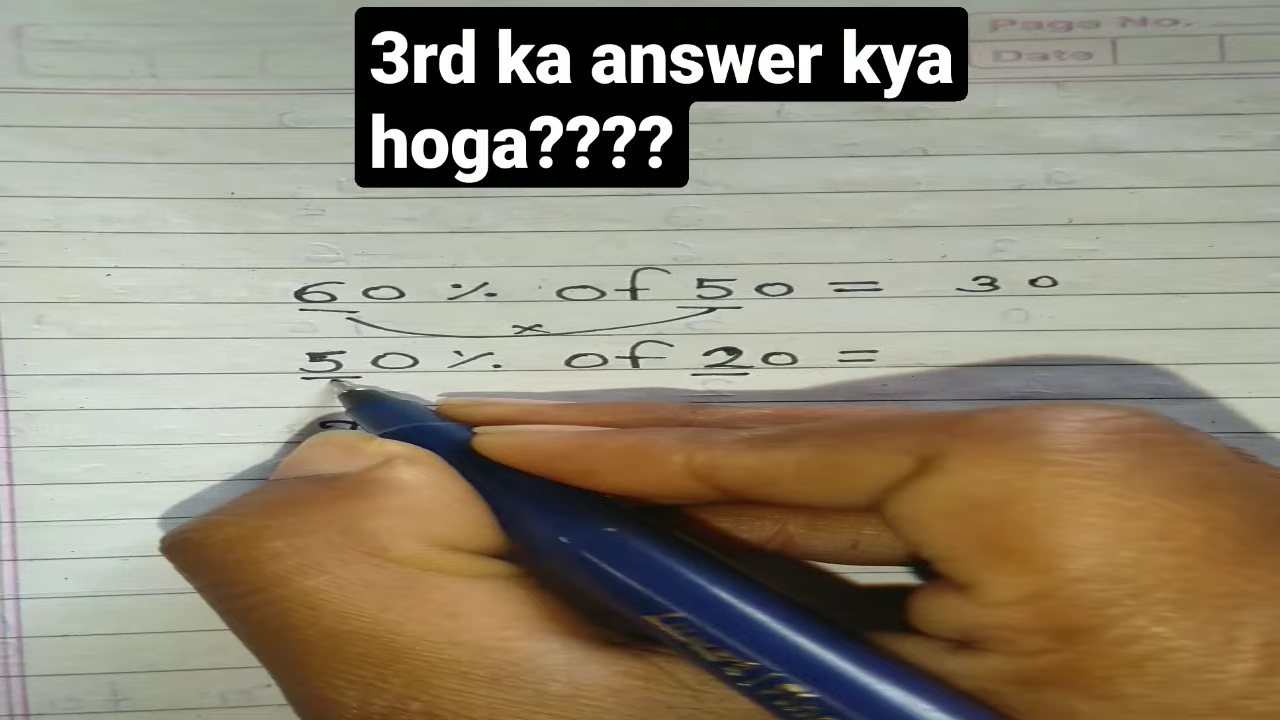 Page No.
Date
3rd ka answer kya
hoga????
60 % of 50 = 30
×
50 % of 20 =